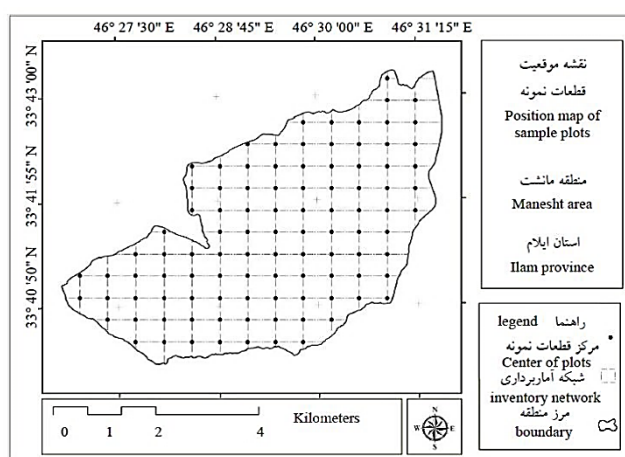 46° 27 '30" E 46° 28 '45" E 46° 30 '00" E 46° 31 '15" E
33° 43 00" N
33° 41 '55" N
33° 40 '50" N
نقشه موقعیت
قطعات نمونه
Position map of
sample plots
منطقه مانشت
Manesht area
استان ایلام
Ilam province
legend راهنما
مرکز قطعات نمونه
Center of plots
شبکه آماربرداری
inventory network
مرز منطقه
boundary
Kilometers
0 1 2 4
N
W E
S